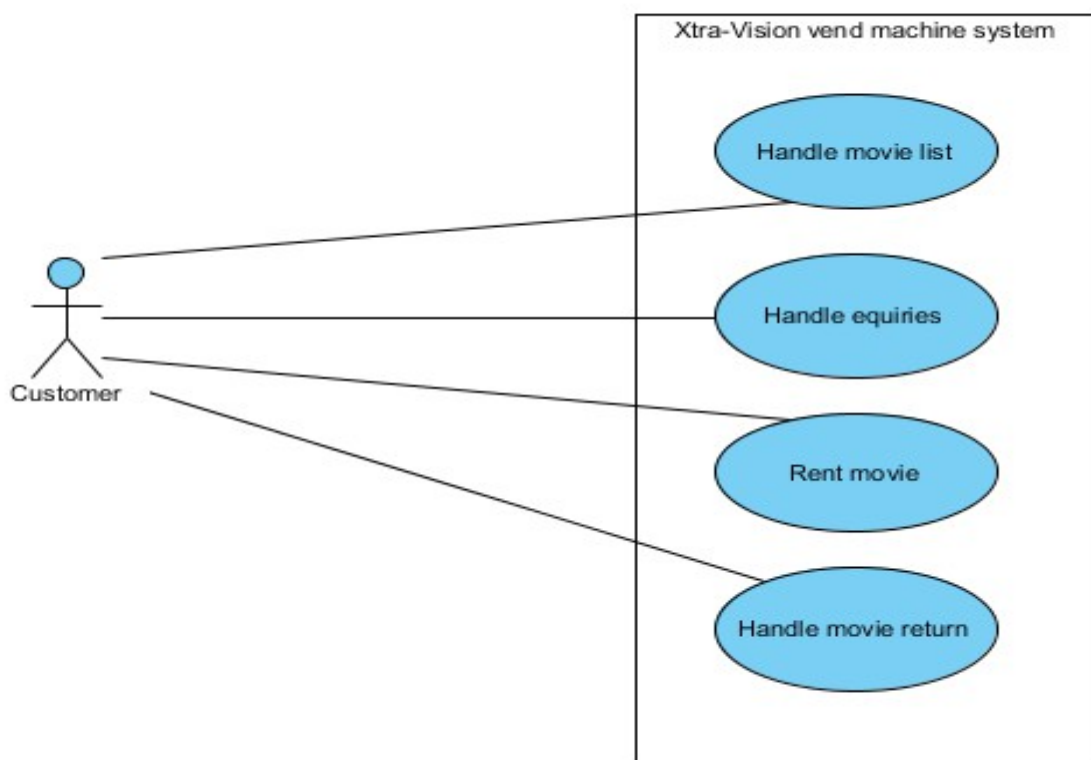 Xtra-Vision vend machine system
Handle movie list
Handle equiries
Customer
Rent movie
Handle movie return